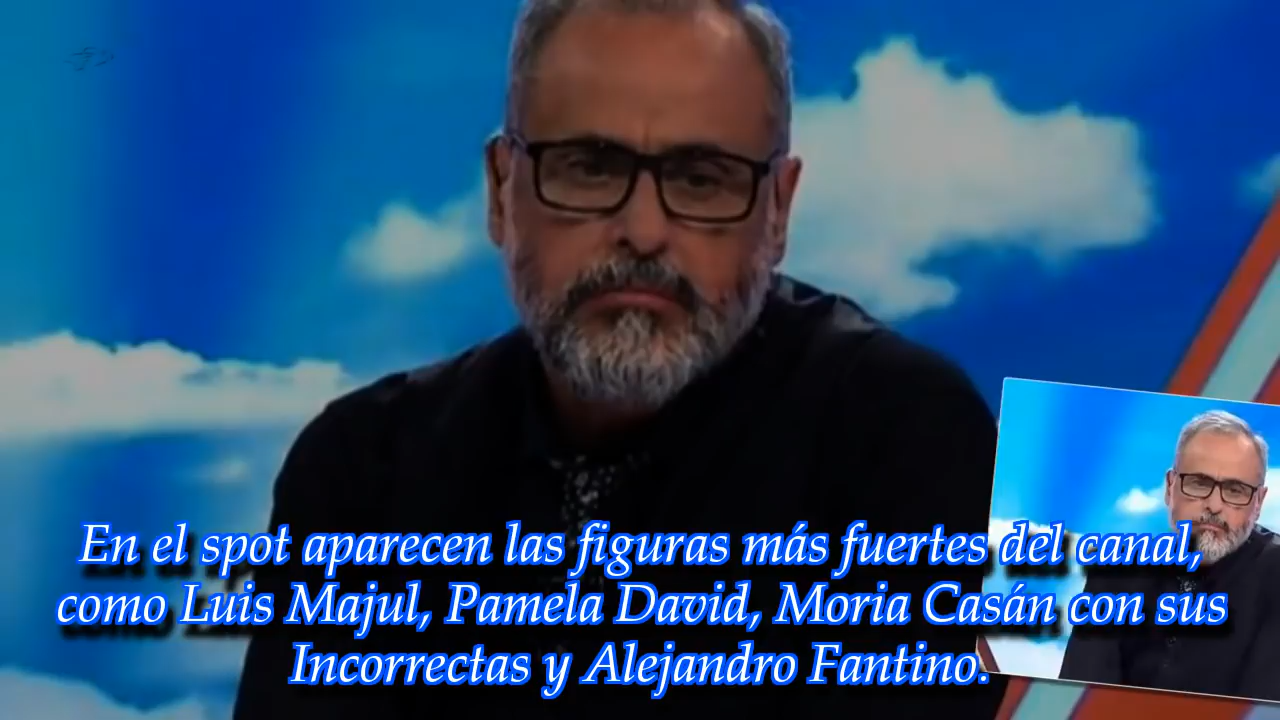 En el spot aparecen las figuras más fuertes del canal,
como Luis Majul, Pamela David, Moria Casán con sus
Incorrectas y Alejandro Fantino.